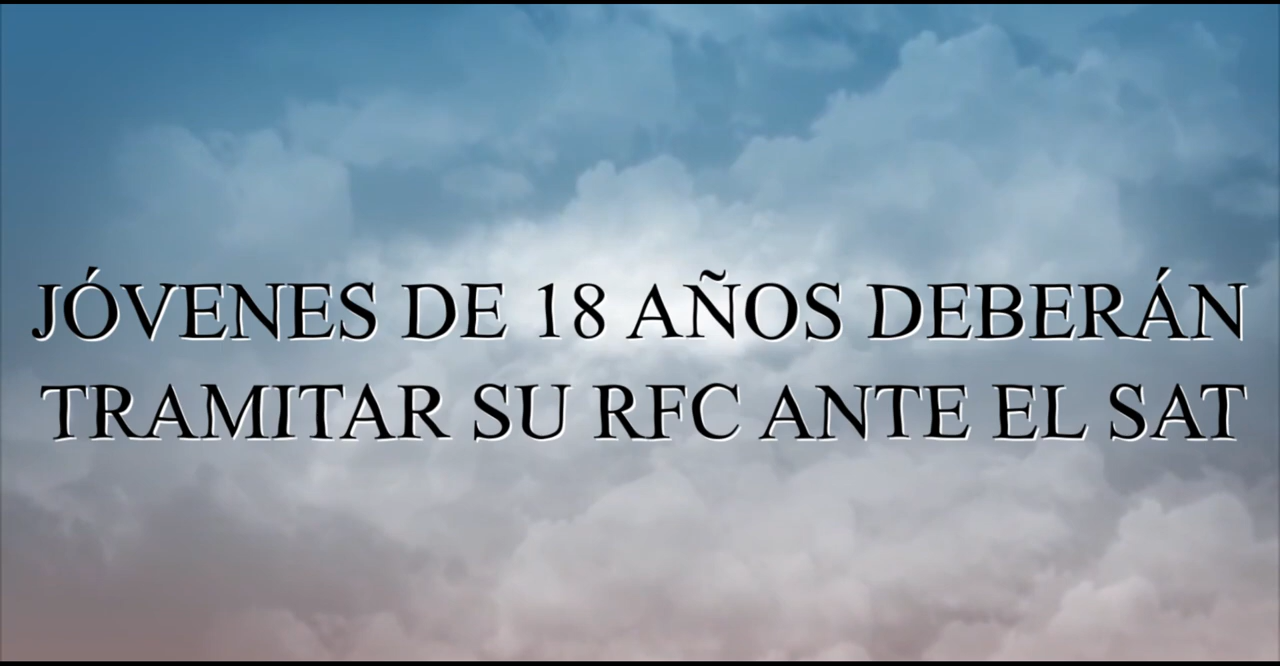 JÓVENES DE 18 AÑOS DEBERÁN
TRAMITAR SU RFC ANTE EL SAT